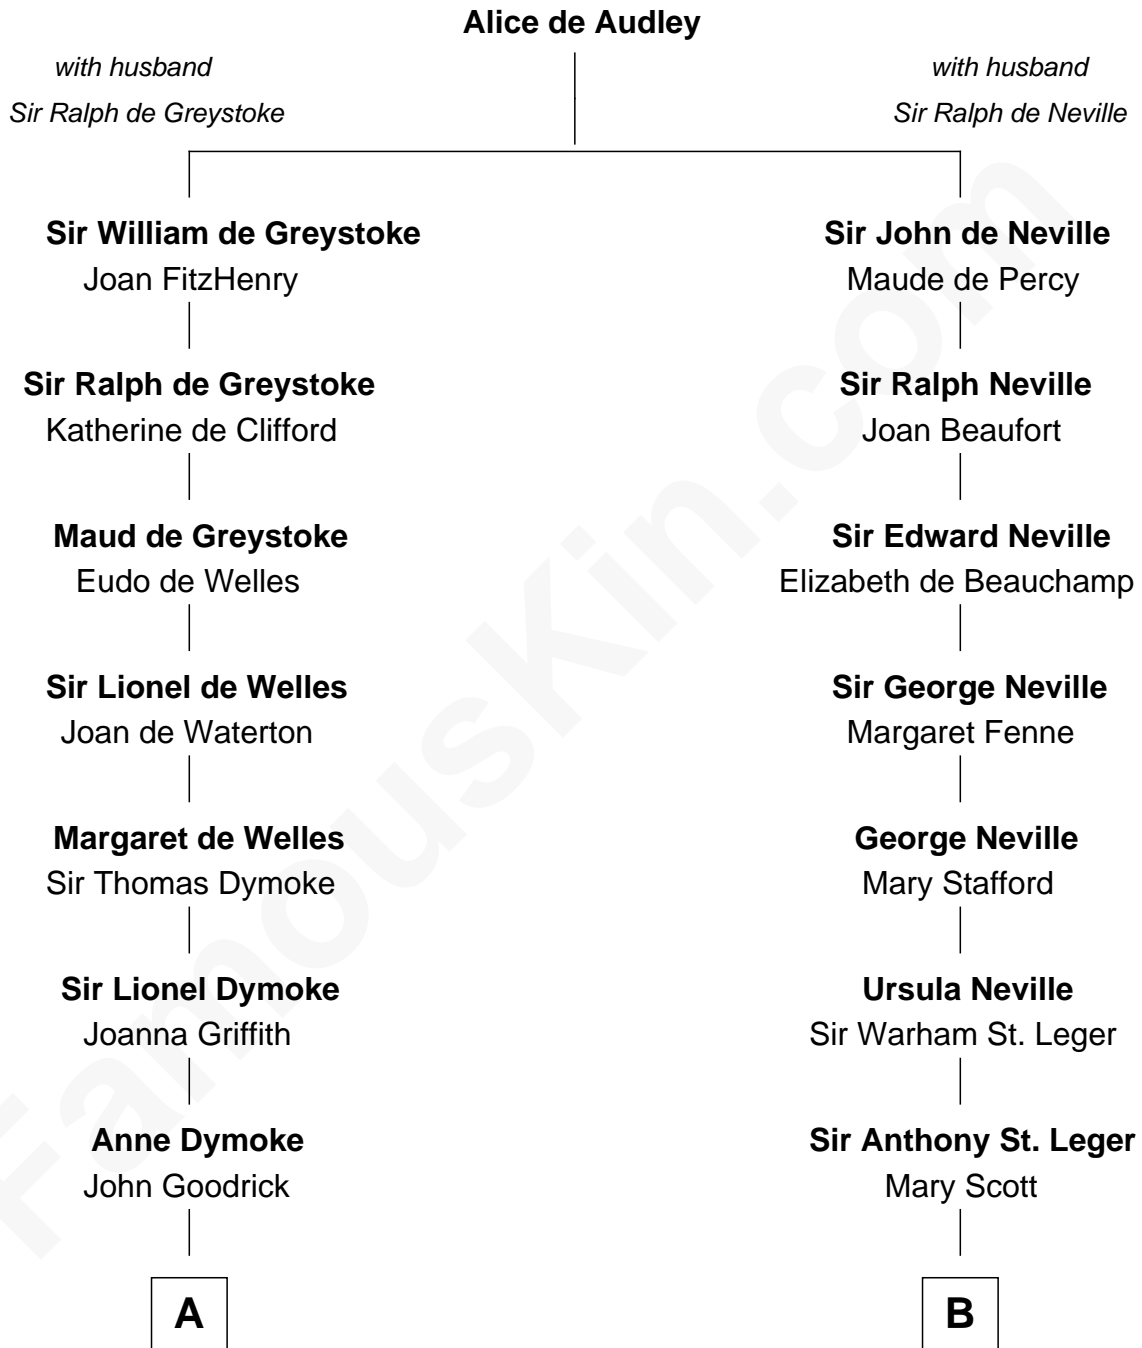 Alice de Audley
with husband
Sir Ralph de Greystoke
with husband
Sir Ralph de Neville
Sir William de Greystoke
Joan FitzHenry
Sir John de Neville
Maude de Percy
Sir Ralph de Greystoke
Katherine de Clifford
Sir Ralph Neville
Joan Beaufort
Maud de Greystoke
Eudo de Welles
Sir Edward Neville
Elizabeth de Beauchamp
Sir Lionel de Welles
Joan de Waterton
Sir George Neville
Margaret Fenne
Margaret de Welles
Sir Thomas Dymoke
George Neville
Mary Stafford
Sir Lionel Dymoke
Joanna Griffith
Ursula Neville
Sir Warham St. Leger
Anne Dymoke
John Goodrick
Sir Anthony St. Leger
Mary Scott
A
B
FamousKin.com